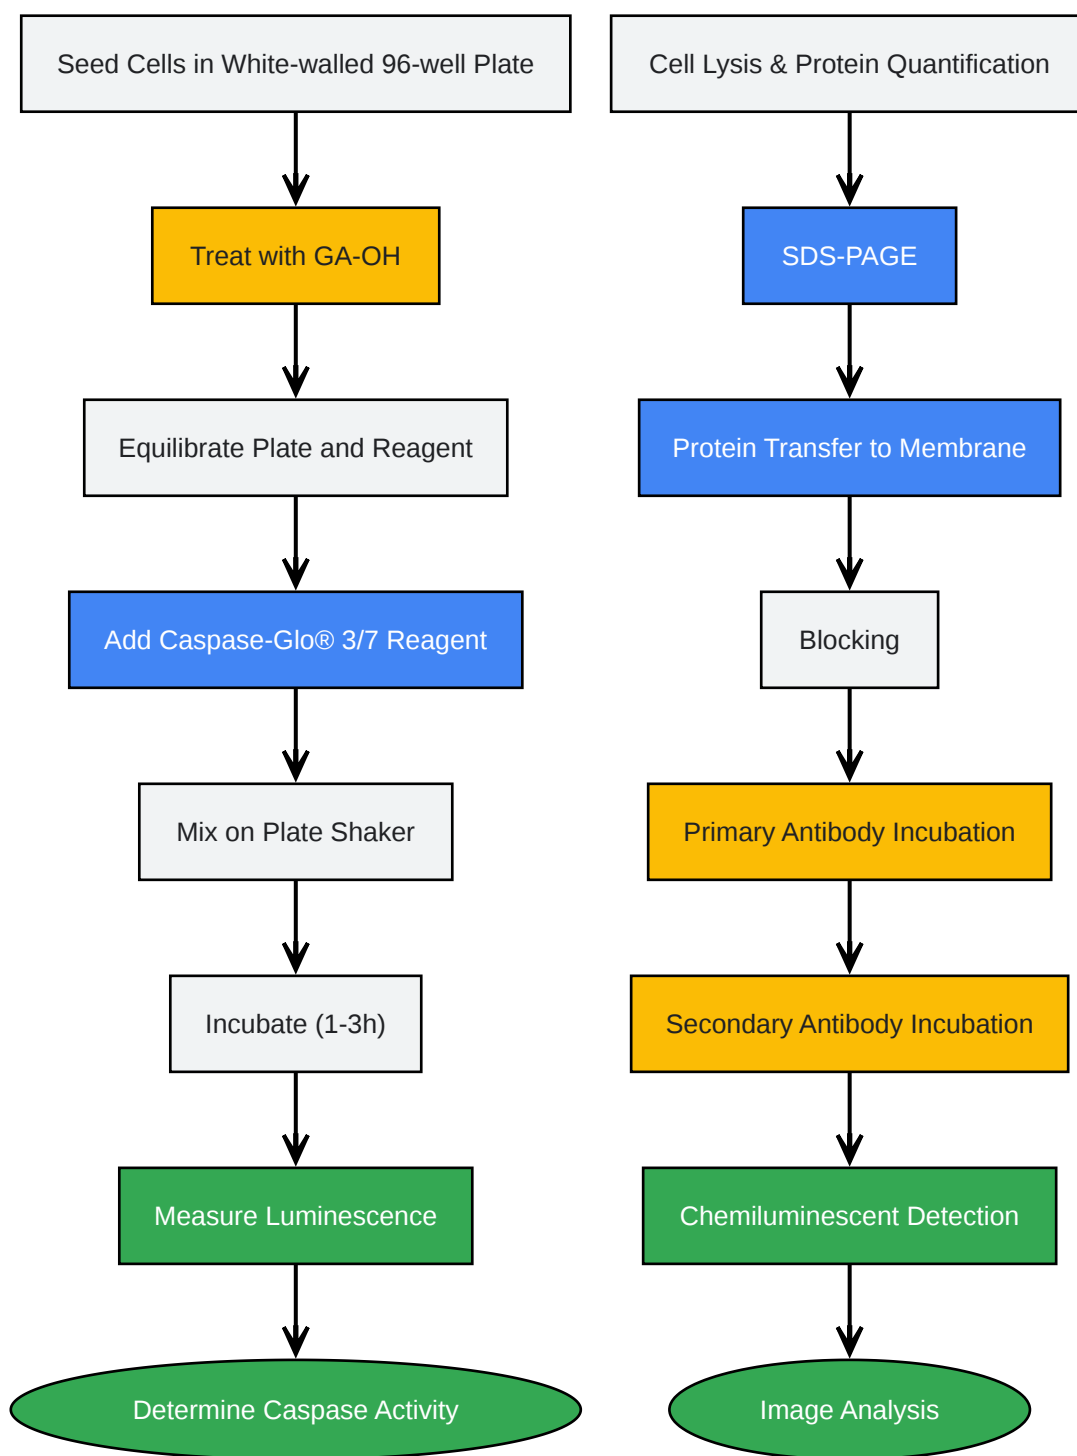 Seed Cells in White-walled 96-well Plate
Treat with GA-OH
Equilibrate Plate and Reagent
Add Caspase-Glo® 3/7 Reagent
Mix on Plate Shaker
Incubate (1-3h)
Measure Luminescence
Determine Caspase Activity
Cell Lysis & Protein Quantification
SDS-PAGE
Protein Transfer to Membrane
Blocking
Primary Antibody Incubation
Secondary Antibody Incubation
Chemiluminescent Detection
Image Analysis